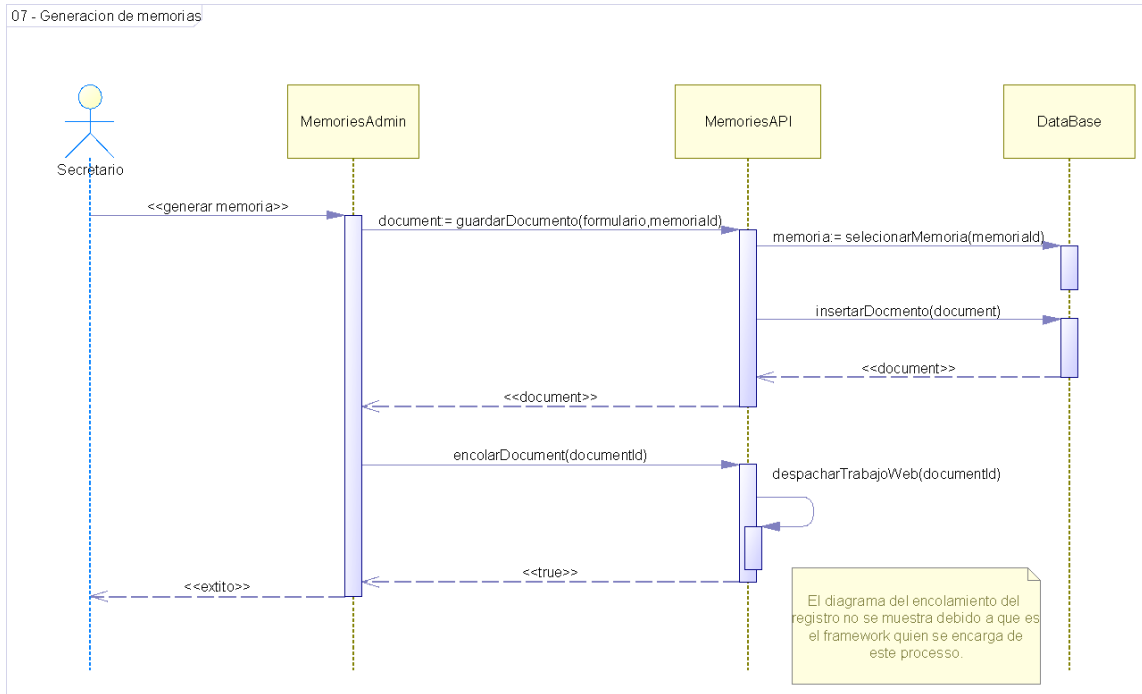 07 - Generacion de memorias
MemoriesAdmin
MemoriesAPI
DataBase
Secretario
<<generar memoria>>
document:= guardarDocumento(formulario,memoriaId)
memoria:= selecionarMemoria(memoriaId)
insertarDocmento(document)
<<document>>
<<document>>
encolarDocument(documentId)
despacharTrabajoWeb(documentId)
<<true>>
<<extito>>
El diagrama del encolamiento del
registro no se muestra debido a que es
el framework quien se encarga de
este processo.